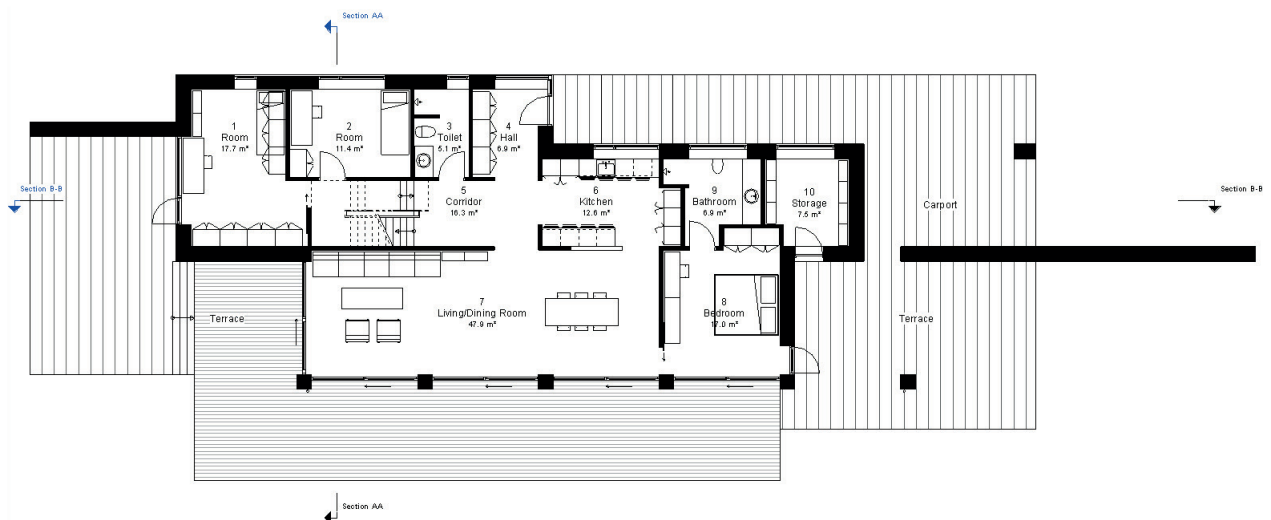 Section AA
1
Room
17.7 m²
2
Room
11.4 m²
3
Toilet
5.1 m²
4
Hall
6.9 m²
Section B-B
5
Corridor
16.3 m²
6
Kitchen
12.6 m²
9
Bathroom
6.9 m²
10
Storage
7.5 m²
Carport
Section B-B
Terrace
7
Living/Dining Room
47.9 m²
8
Bedroom
17.0 m²
Terrace
Section AA